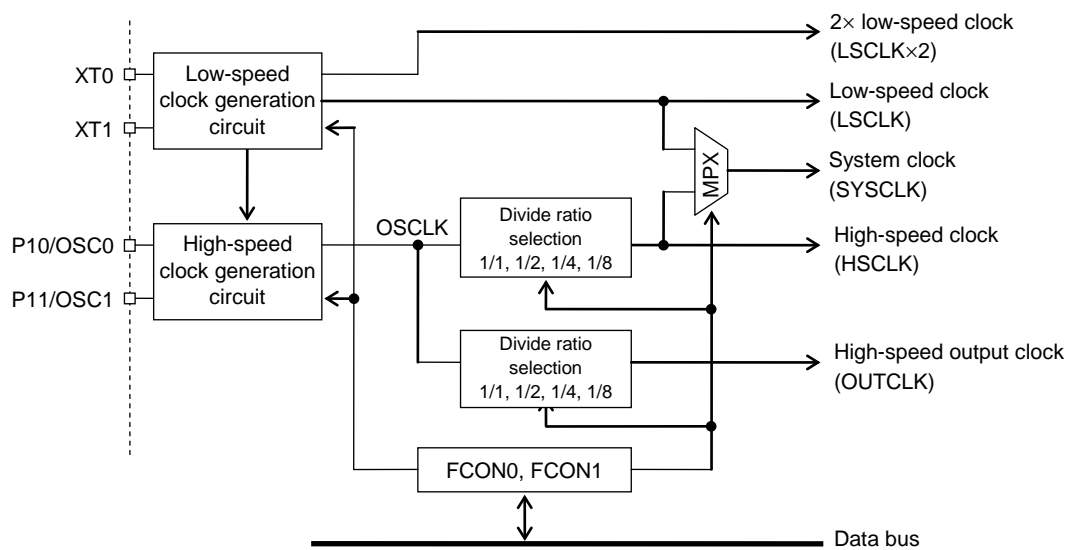 2× low-speed clock
(LSCLK×2)
XT0
Low-speed
clock generation
circuit
XT1
Low-speed clock
(LSCLK)
MPX
System clock
(SYSCLK)
P10/OSC0
High-speed
clock generation
circuit
P11/OSC1
OSCLK
Divide ratio
selection
1/1, 1/2, 1/4, 1/8
High-speed clock
(HSCLK)
Divide ratio
selection
1/1, 1/2, 1/4, 1/8
High-speed output clock
(OUTCLK)
FCON0, FCON1
Data bus